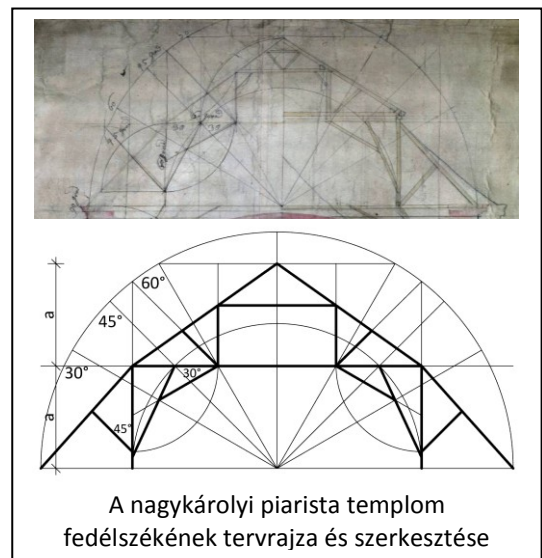 60°
45°
a
30°
30°
a
45°
A nagykárolyi piarista templom
fedélszékének tervrajza és szerkesztése